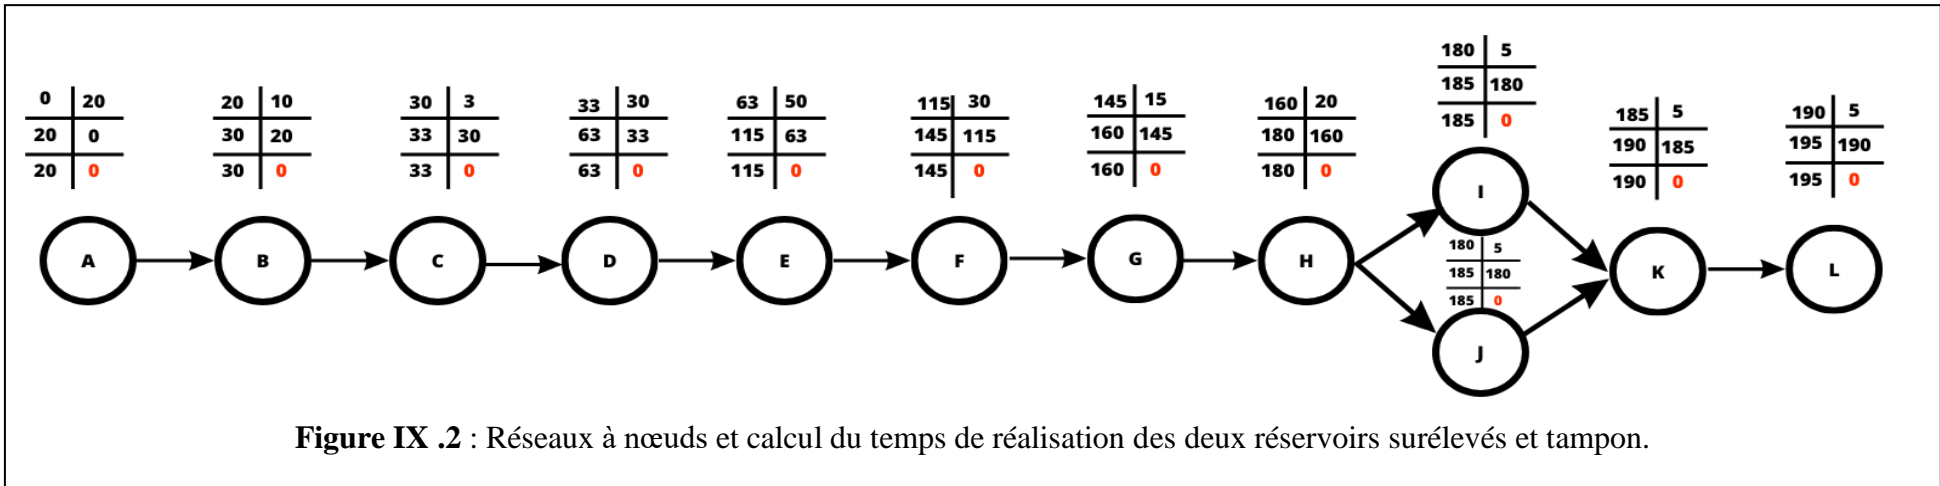 0 20
20 0
20 0
A
20 10
30 20
30 0
B
30 3
33 30
33 0
C
33 30
63 33
63 0
D
63 50
115 63
115 0
E
115 30
145 115
145 0
F
145 15
160 145
160 0
G
160 20
180 160
180 0
H
180 5
185 180
185 0
I
180 5
185 180
185 0
J
185 5
190 185
190 0
K
190 5
195 190
195 0
L
Figure IX .2 : Réseaux à nœuds et calcul du temps de réalisation des deux réservoirs surélevés et tampon.